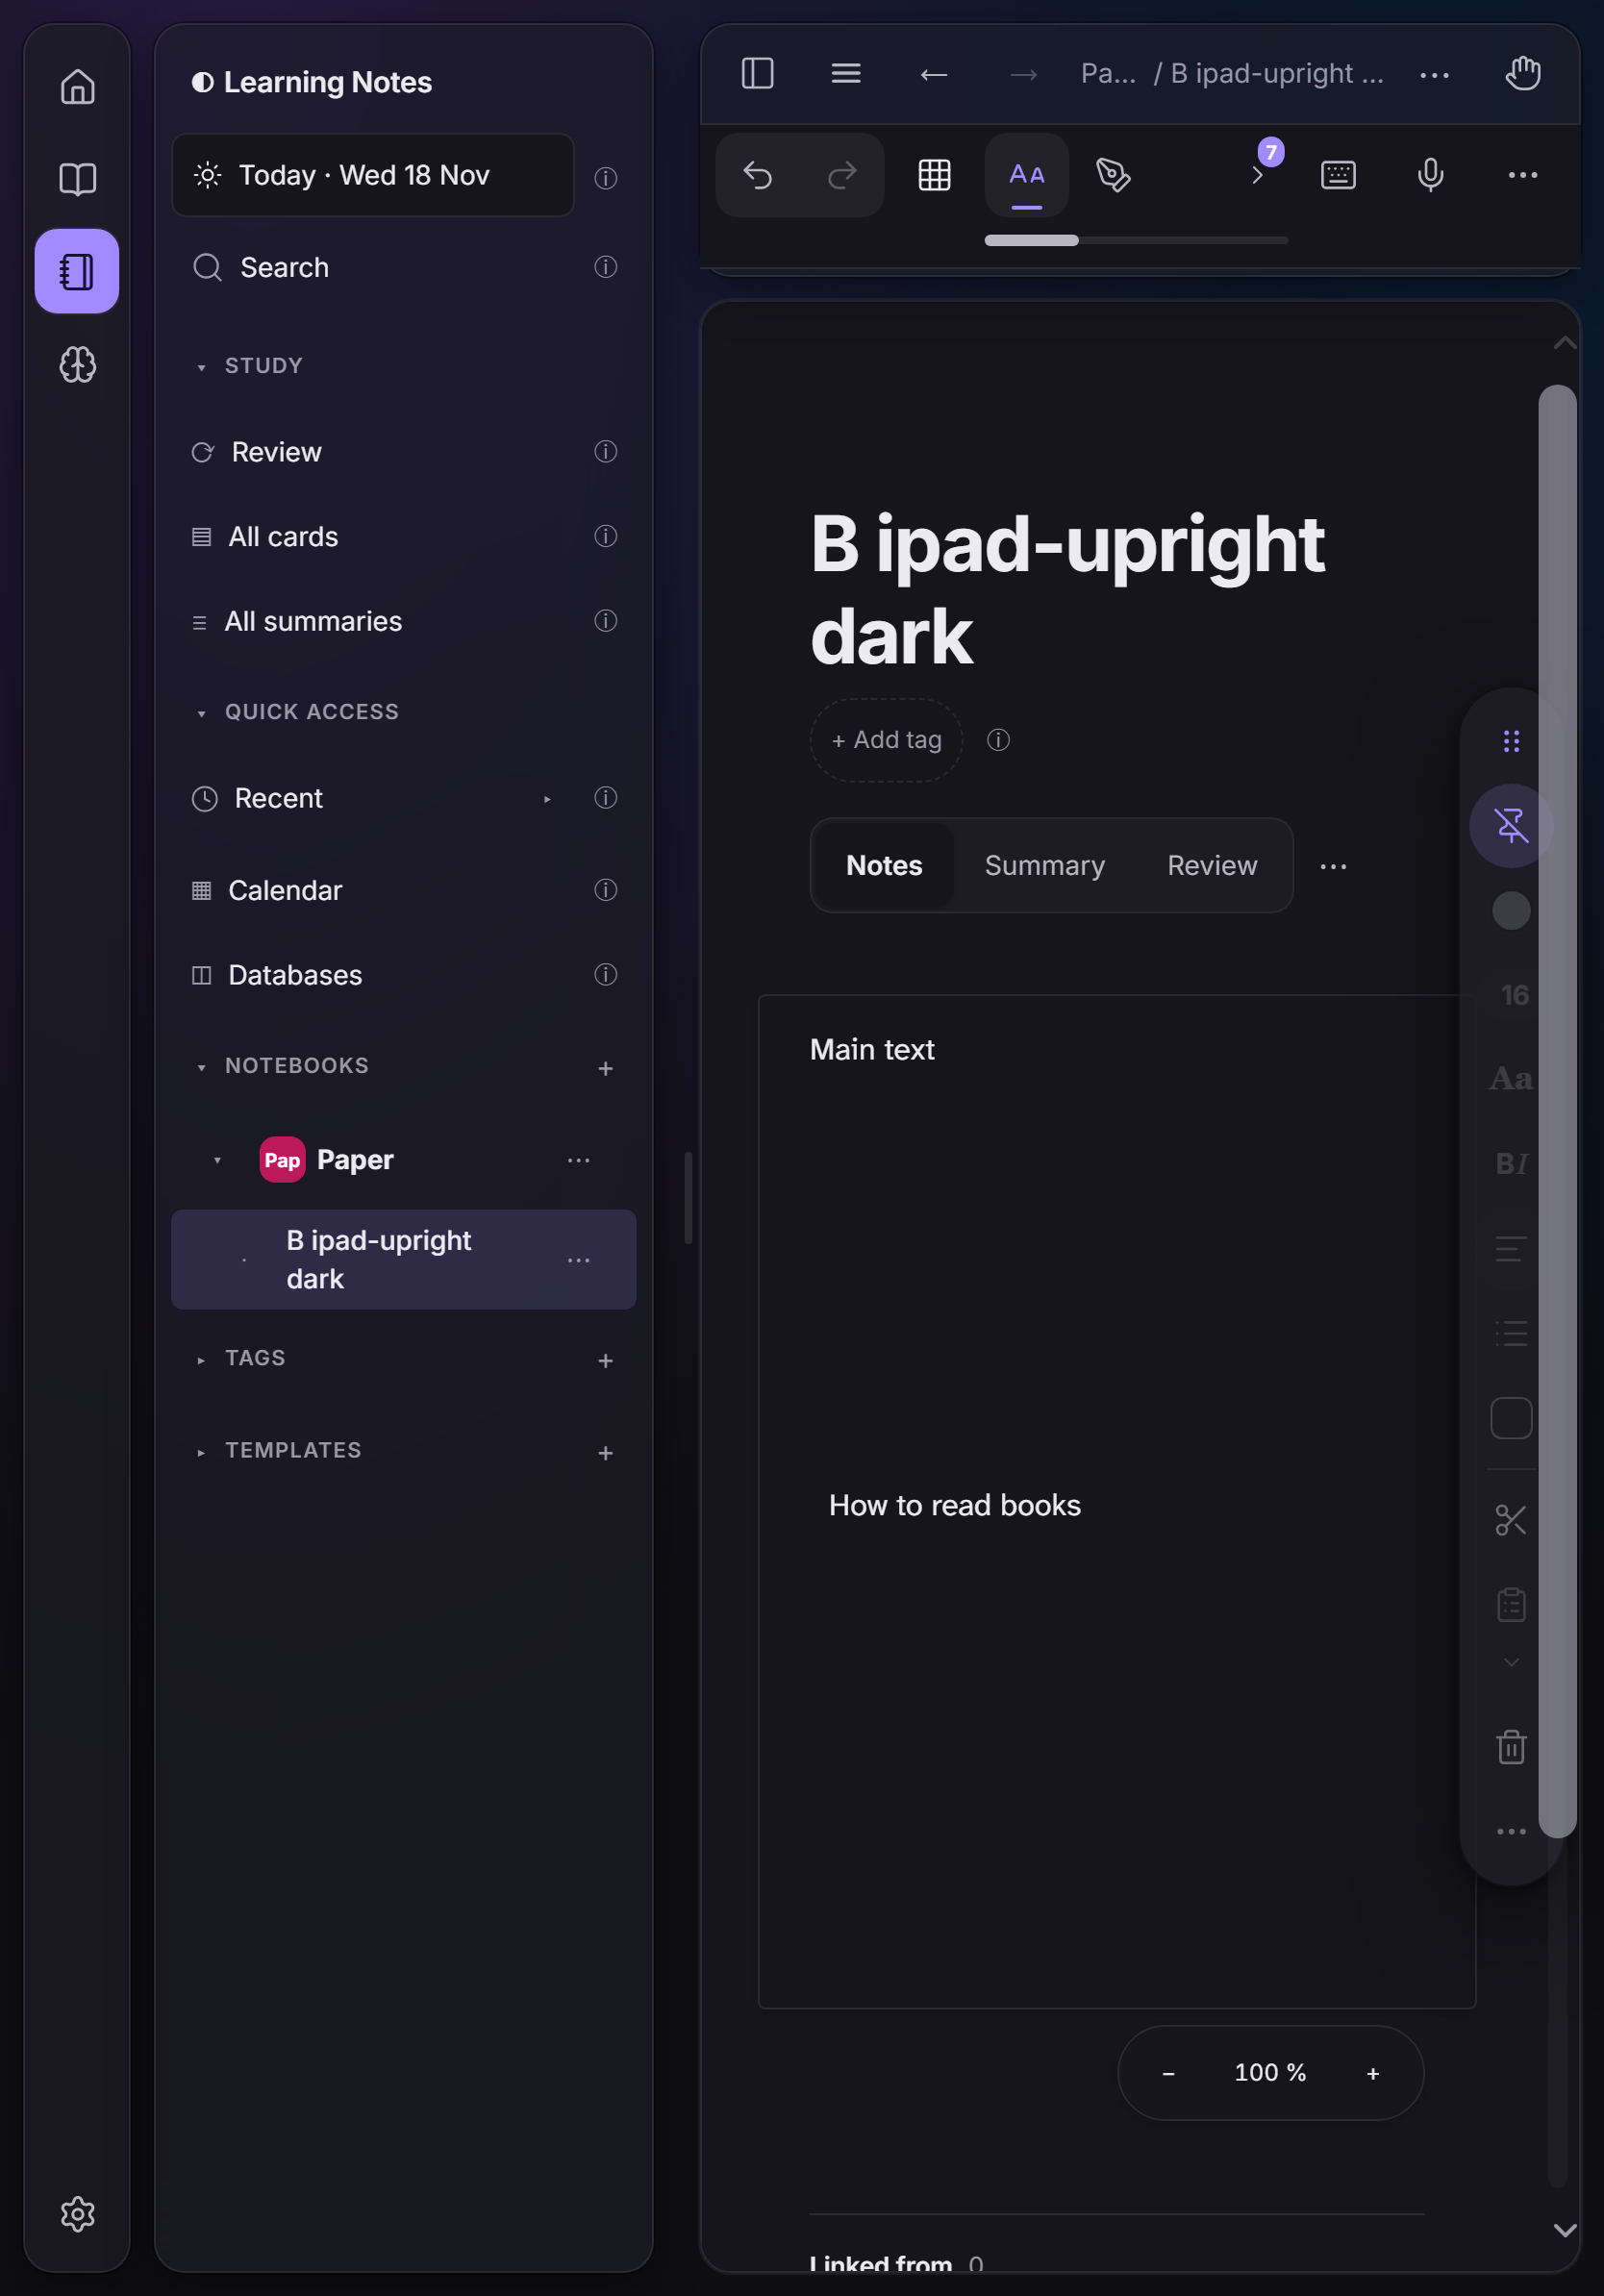 Learning Notes
Today · Wed 18 Nov
Search
STUDY
Review
All cards
All summaries
QUICK ACCESS
Recent
Calendar
Databases
NOTEBOOKS +
Pap Paper ...
B ipad-upright
dark
...
TAGS +
TEMPLATES +
Pa... / B ipad-upright ... ...
AA
7
...
B ipad-upright
dark
+ Add tag
Notes Summary Review ...
Main text
How to read books
16
Aa
BI
...
− 100 % +
Linked from 0